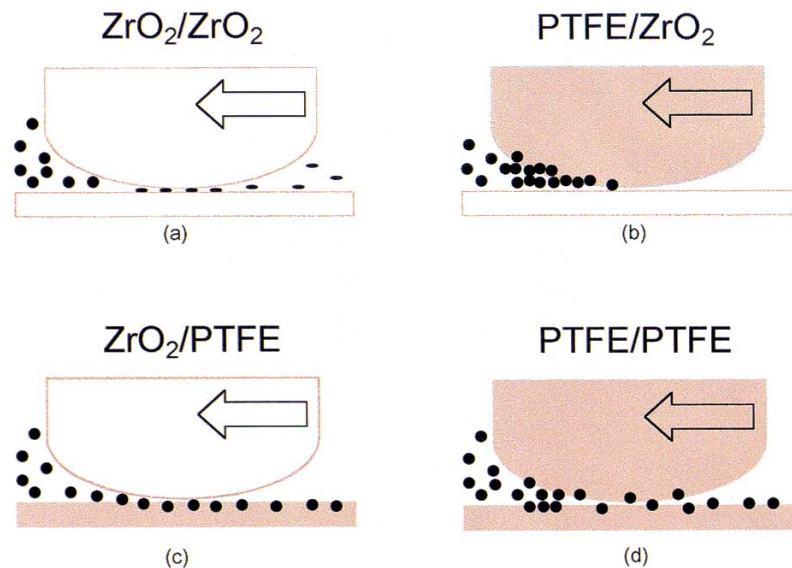 ZrO₂/ZrO₂
PTFE/ZrO₂
(a)
(b)
ZrO₂/PTFE
PTFE/PTFE
(c)
(d)